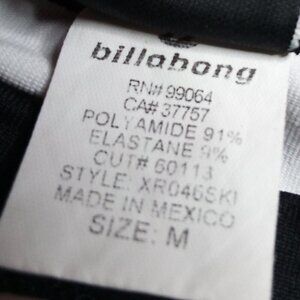 billabong
RN# 99064
CA# 37757
POLYAMIDE 91%
ELASTANE 9%
CUT# 60113
STYLE: XR046SKI
MADE IN MEXICO
SIZE: M